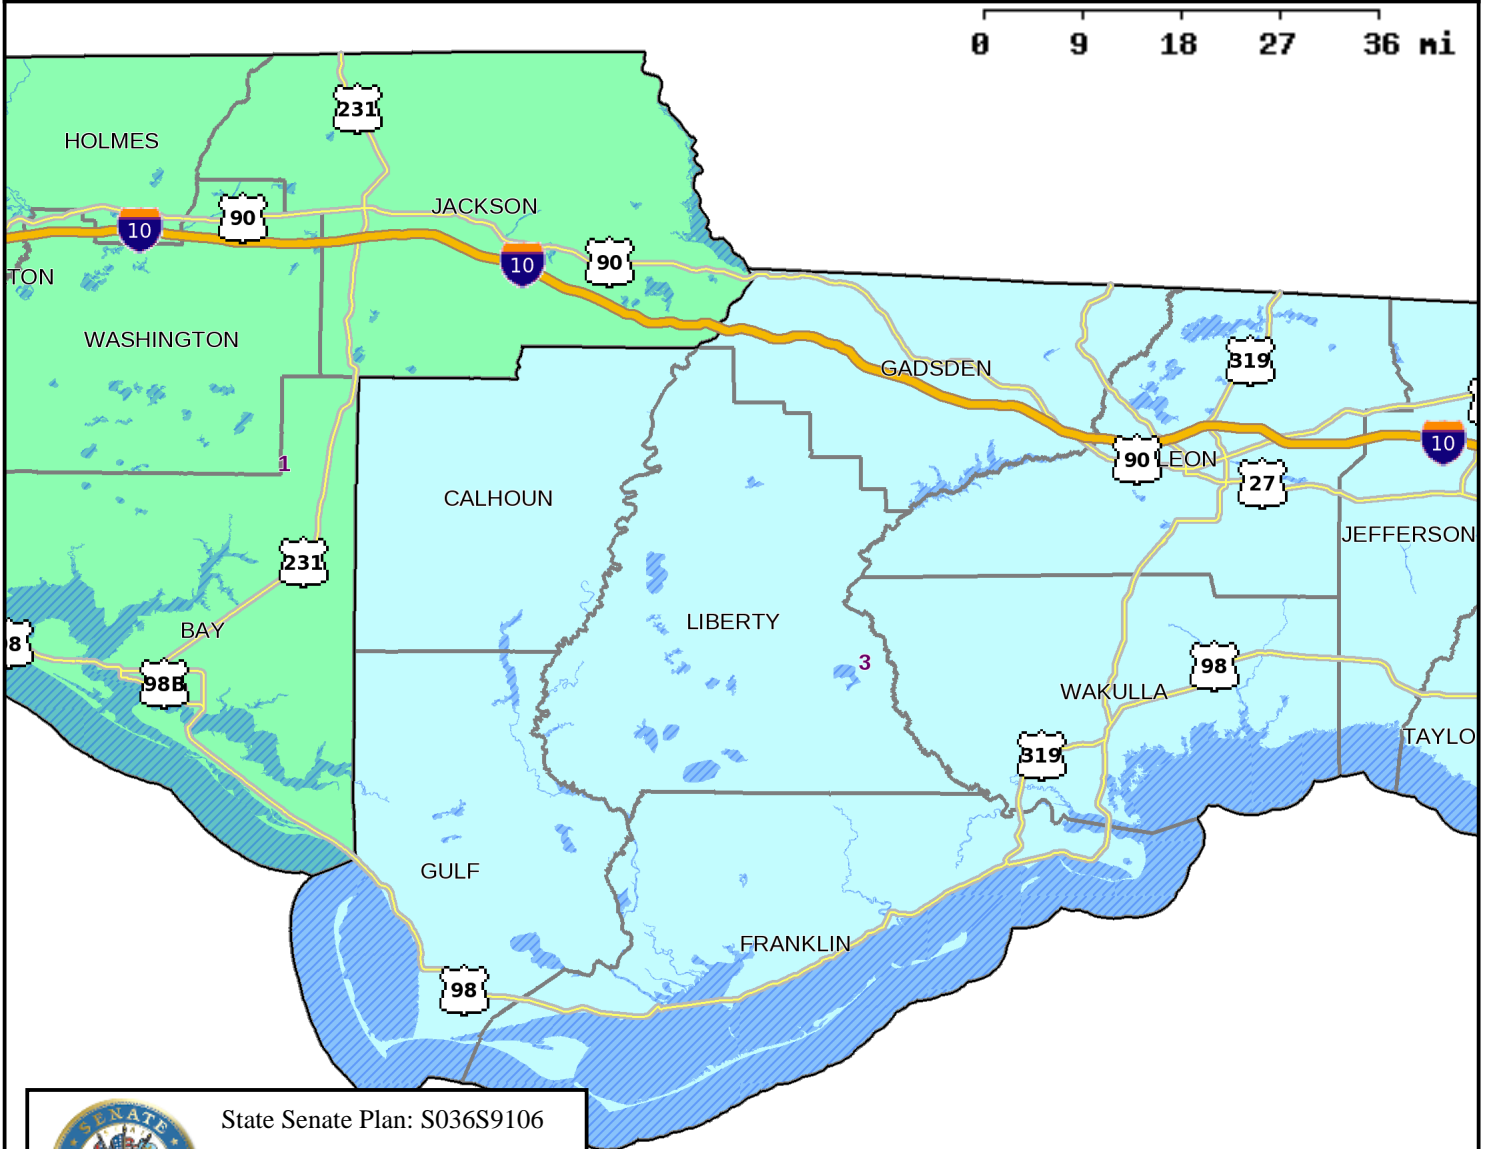 0 9 18 27 36 mi
231
HOLMES
JACKSON
90
10
10
90
TON
WASHINGTON
319
GADSDEN
10
1
90
LEON
27
CALHOUN
JEFFERSON
231
LIBERTY
BAY
98
98B
3
98
WAKULLA
319
TAYLO
GULF
FRANKLIN
98
SENATE
State Senate Plan: S036S9106